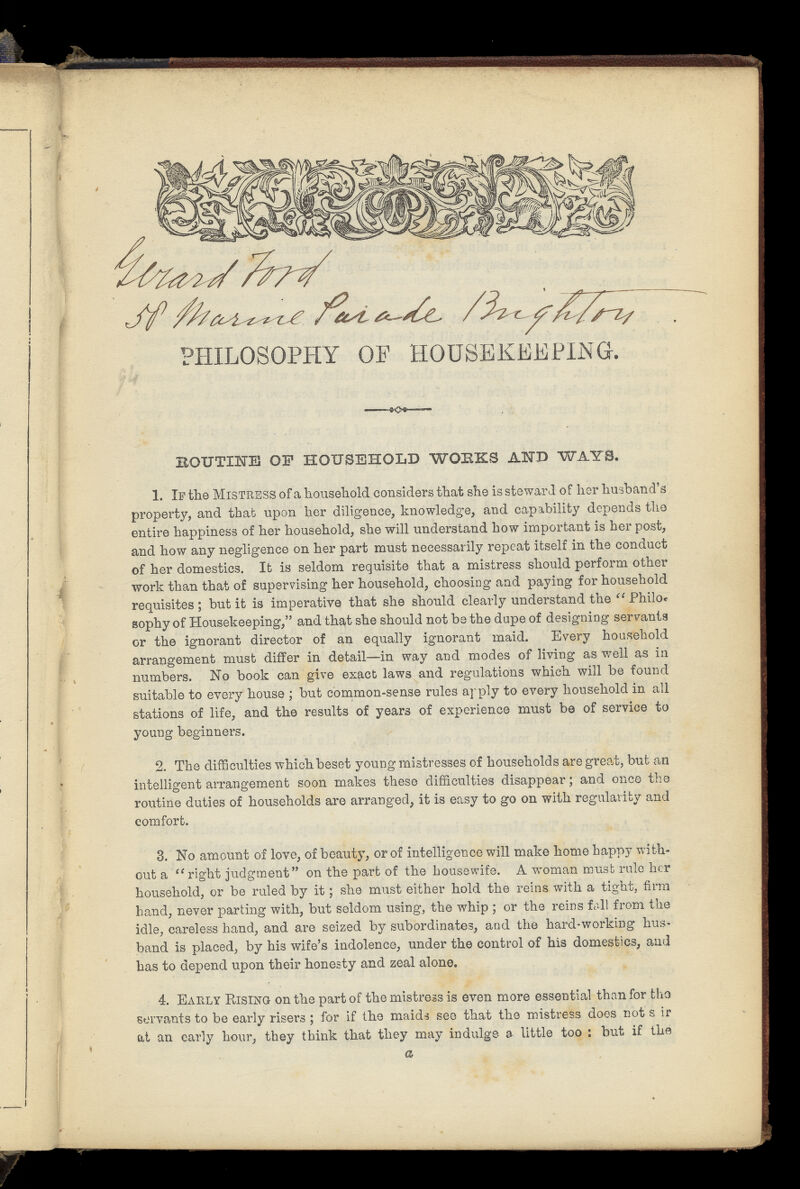 Gerard Ford
58 Marine Parade Brighton.
PHILOSOPHY OF HOUSEKEEPING.
ROUTINE OF HOUSEHOLD WORKS AND WAYS.
1. IF the MISTRESS of a household considers that she is steward of her husband's
property, and that upon her diligence, knowledge, and capability depends the
entire happiness of her household, she will understand how important is her post,
and how any negligence on her part must necessarily repeat itself in the conduct
of her domestics. It is seldom requisite that a mistress should perform other
work than that of supervising her household, choosing and paying for household
requisites; but it is imperative that she should clearly understand the "Philo-
sophy of Housekeeping," and that she should not be the dupe of designing servants
or the ignorant director of an equally ignorant maid. Every household
arrangement must differ in detail—in way and modes of living as well as in
numbers. No book can give exact laws and regulations which will be found
suitable to every house; but common-sense rules apply to every household in all
stations of life, and the results of years of experience must be of service to
young beginners.
2. The difficulties which beset young mistresses of households are great, but an
intelligent arrangement soon makes these difficulties disappear; and once the
routine duties of households are arranged, it is easy to go on with regularity and
comfort.
3. No amount of love, of beauty, or of intelligence will make home happy with-
out a "right judgment" on the part of the housewife. A woman must rule her
household, or be ruled by it; she must either hold the reins with a tight, firm
hand, never parting with, but seldom using, the whip; or the reins fall from the
idle, careless hand, and are seized by subordinates, and the hard-working hus-
band is placed, by his wife's indolence, under the control of his domestics, and
has to depend upon their honesty and zeal alone.
4. EARLY RISING on the part of the mistress is even more essential than for the
servants to be early risers; for if the maids see that the mistress does not s ir
at an early hour, they think that they may indulge a little too: but if the
a